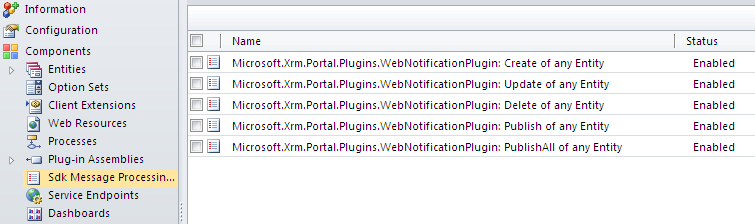 Information
Configuration
Components
Entities
Option Sets
Client Extensions
Web Resources
Processes
Plug-in Assemblies
Sdk Message Processin...
Service Endpoints
Dashboards
Name Status
Microsoft.Xrm.Portal.Plugins.WebNotificationPlugin: Create of any Entity Enabled
Microsoft.Xrm.Portal.Plugins.WebNotificationPlugin: Update of any Entity Enabled
Microsoft.Xrm.Portal.Plugins.WebNotificationPlugin: Delete of any Entity Enabled
Microsoft.Xrm.Portal.Plugins.WebNotificationPlugin: Publish of any Entity Enabled
Microsoft.Xrm.Portal.Plugins.WebNotificationPlugin: PublishAll of any Entity Enabled